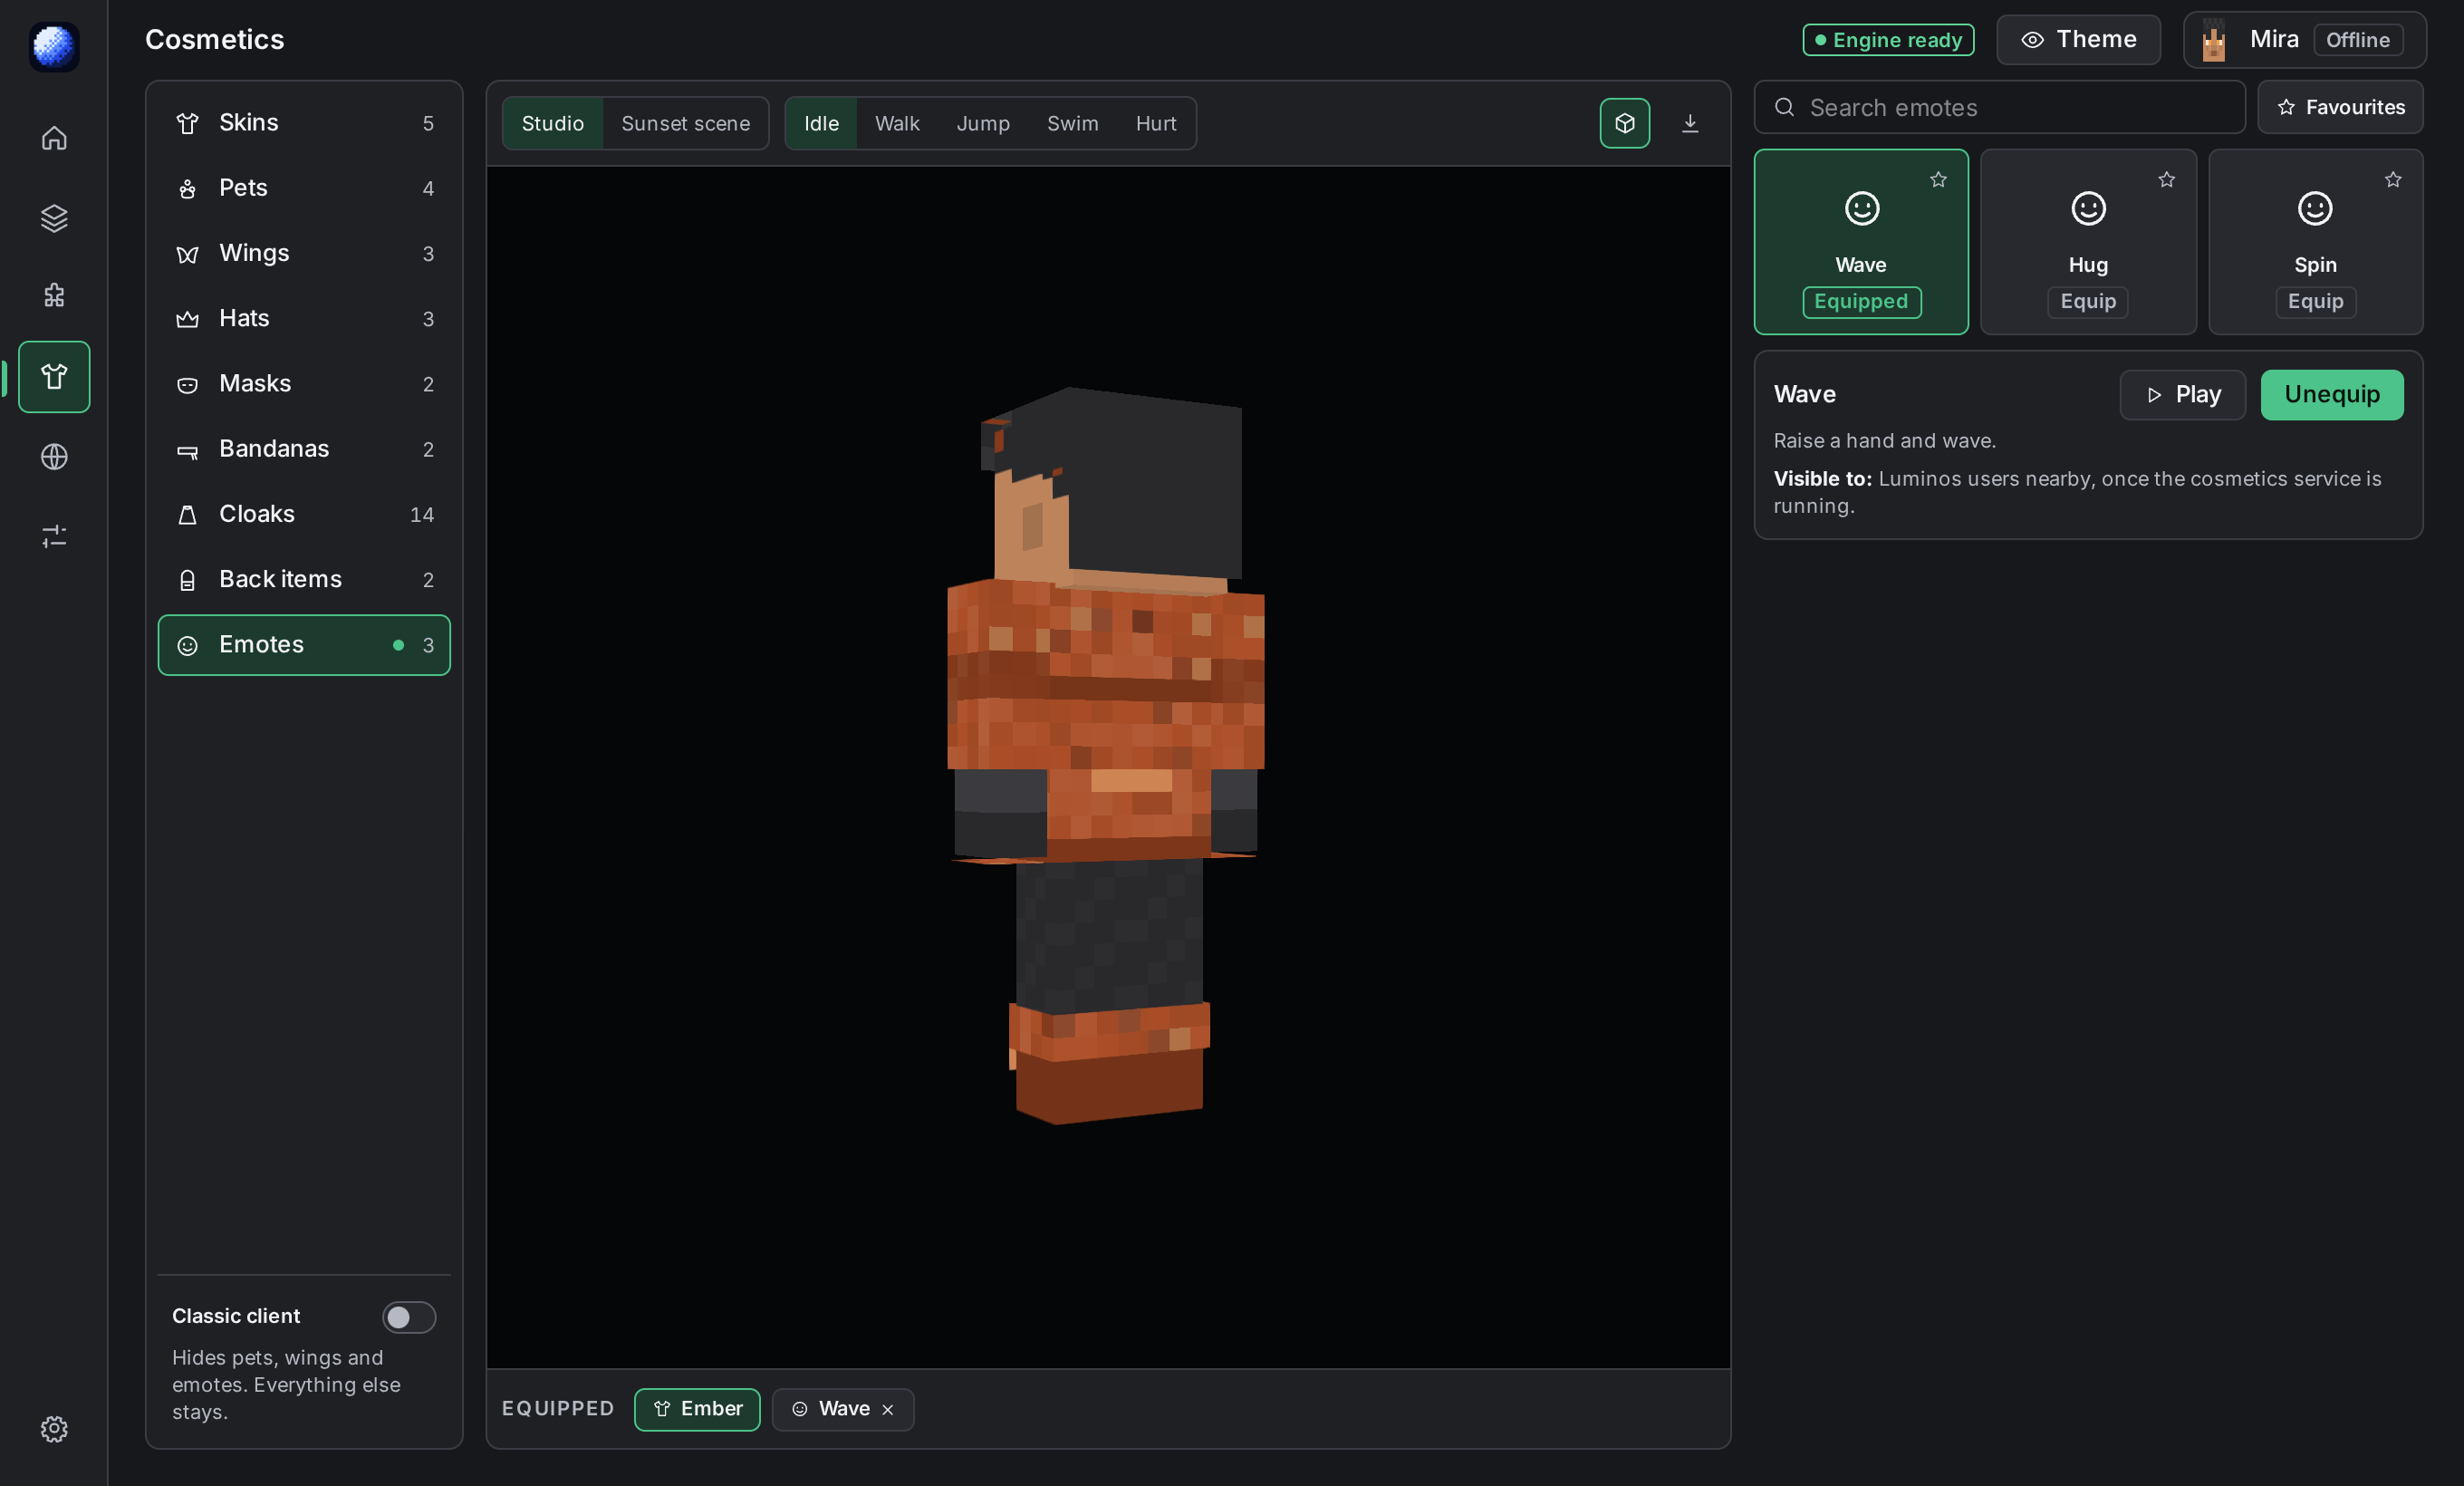 Cosmetics
Engine ready
Theme
Mira
Offline
Skins 5
Pets 4
Wings 3
Hats 3
Masks 2
Bandanas 2
Cloaks 14
Back items 2
Emotes 3
Classic client
Hides pets, wings and
emotes. Everything else
stays.
Studio
Sunset scene
Idle
Walk
Jump
Swim
Hurt
EQUIPPED
Ember
Wave
Search emotes
Favourites
Wave
Equipped
Hug
Equip
Spin
Equip
Wave
Play
Unequip
Raise a hand and wave.
Visible to: Luminos users nearby, once the cosmetics service is
running.